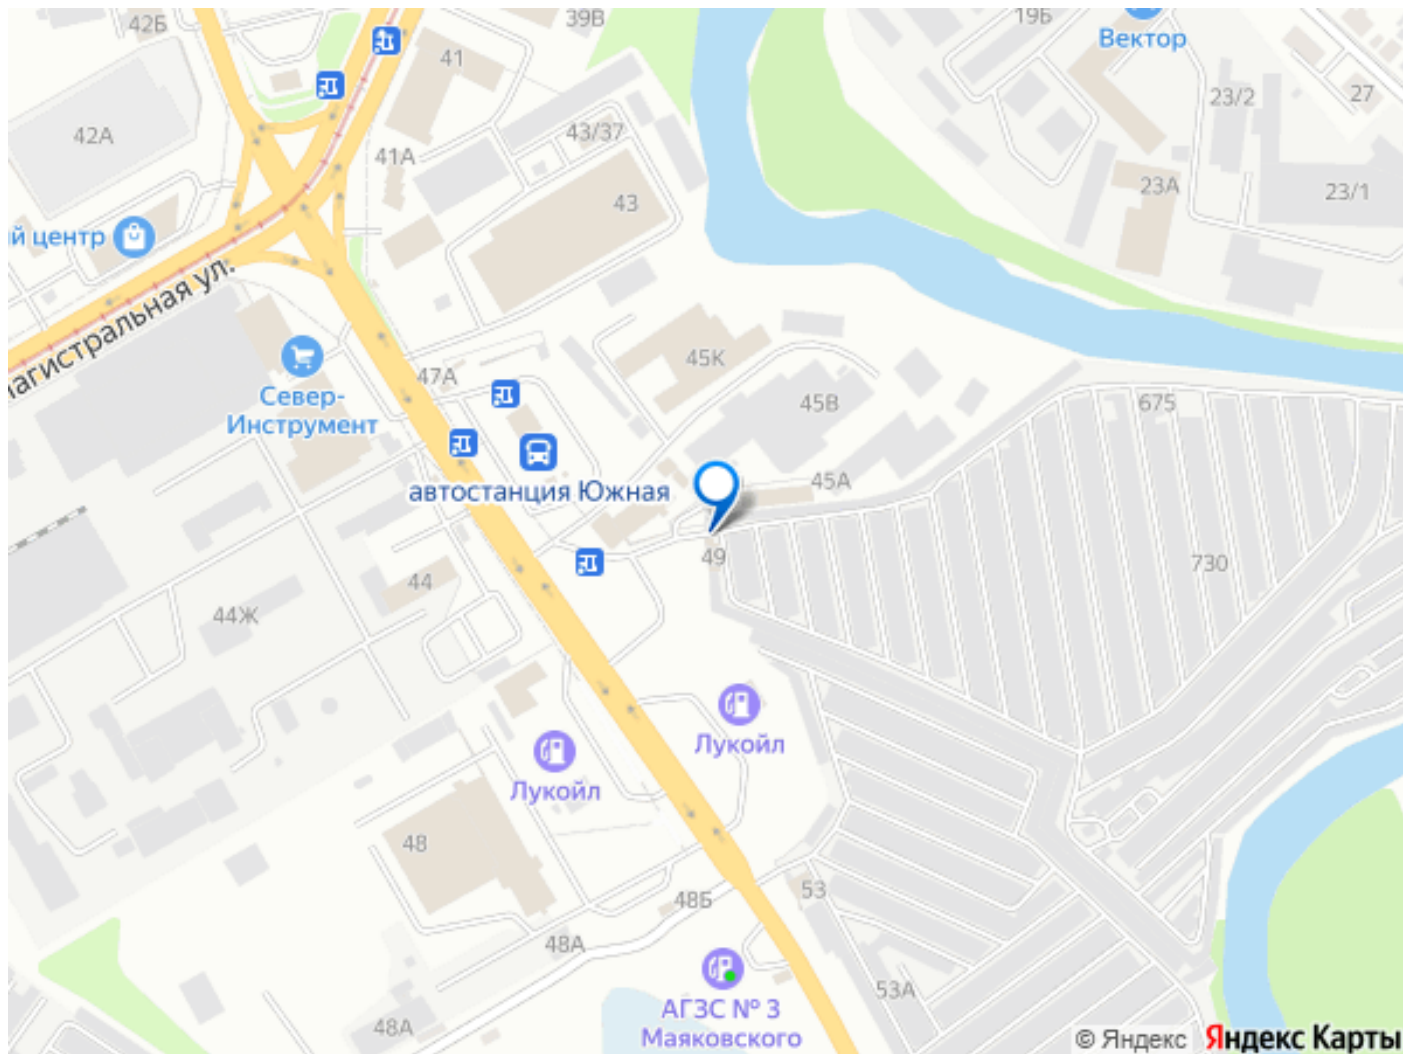 42Б
39В
19Б
Вектор
41
23/2
27
42А
43/37
41А
23А
23/1
43
й центр
магистральная ул.
45К
47А
Север-
Инструмент
45В
675
автостанция Южная
45А
49
730
44
44Ж
Лукойл
Лукойл
48
53
48Б
48А
53А
АГЗС № 3
Маяковского
48А
© Яндекс Яндекс Карты